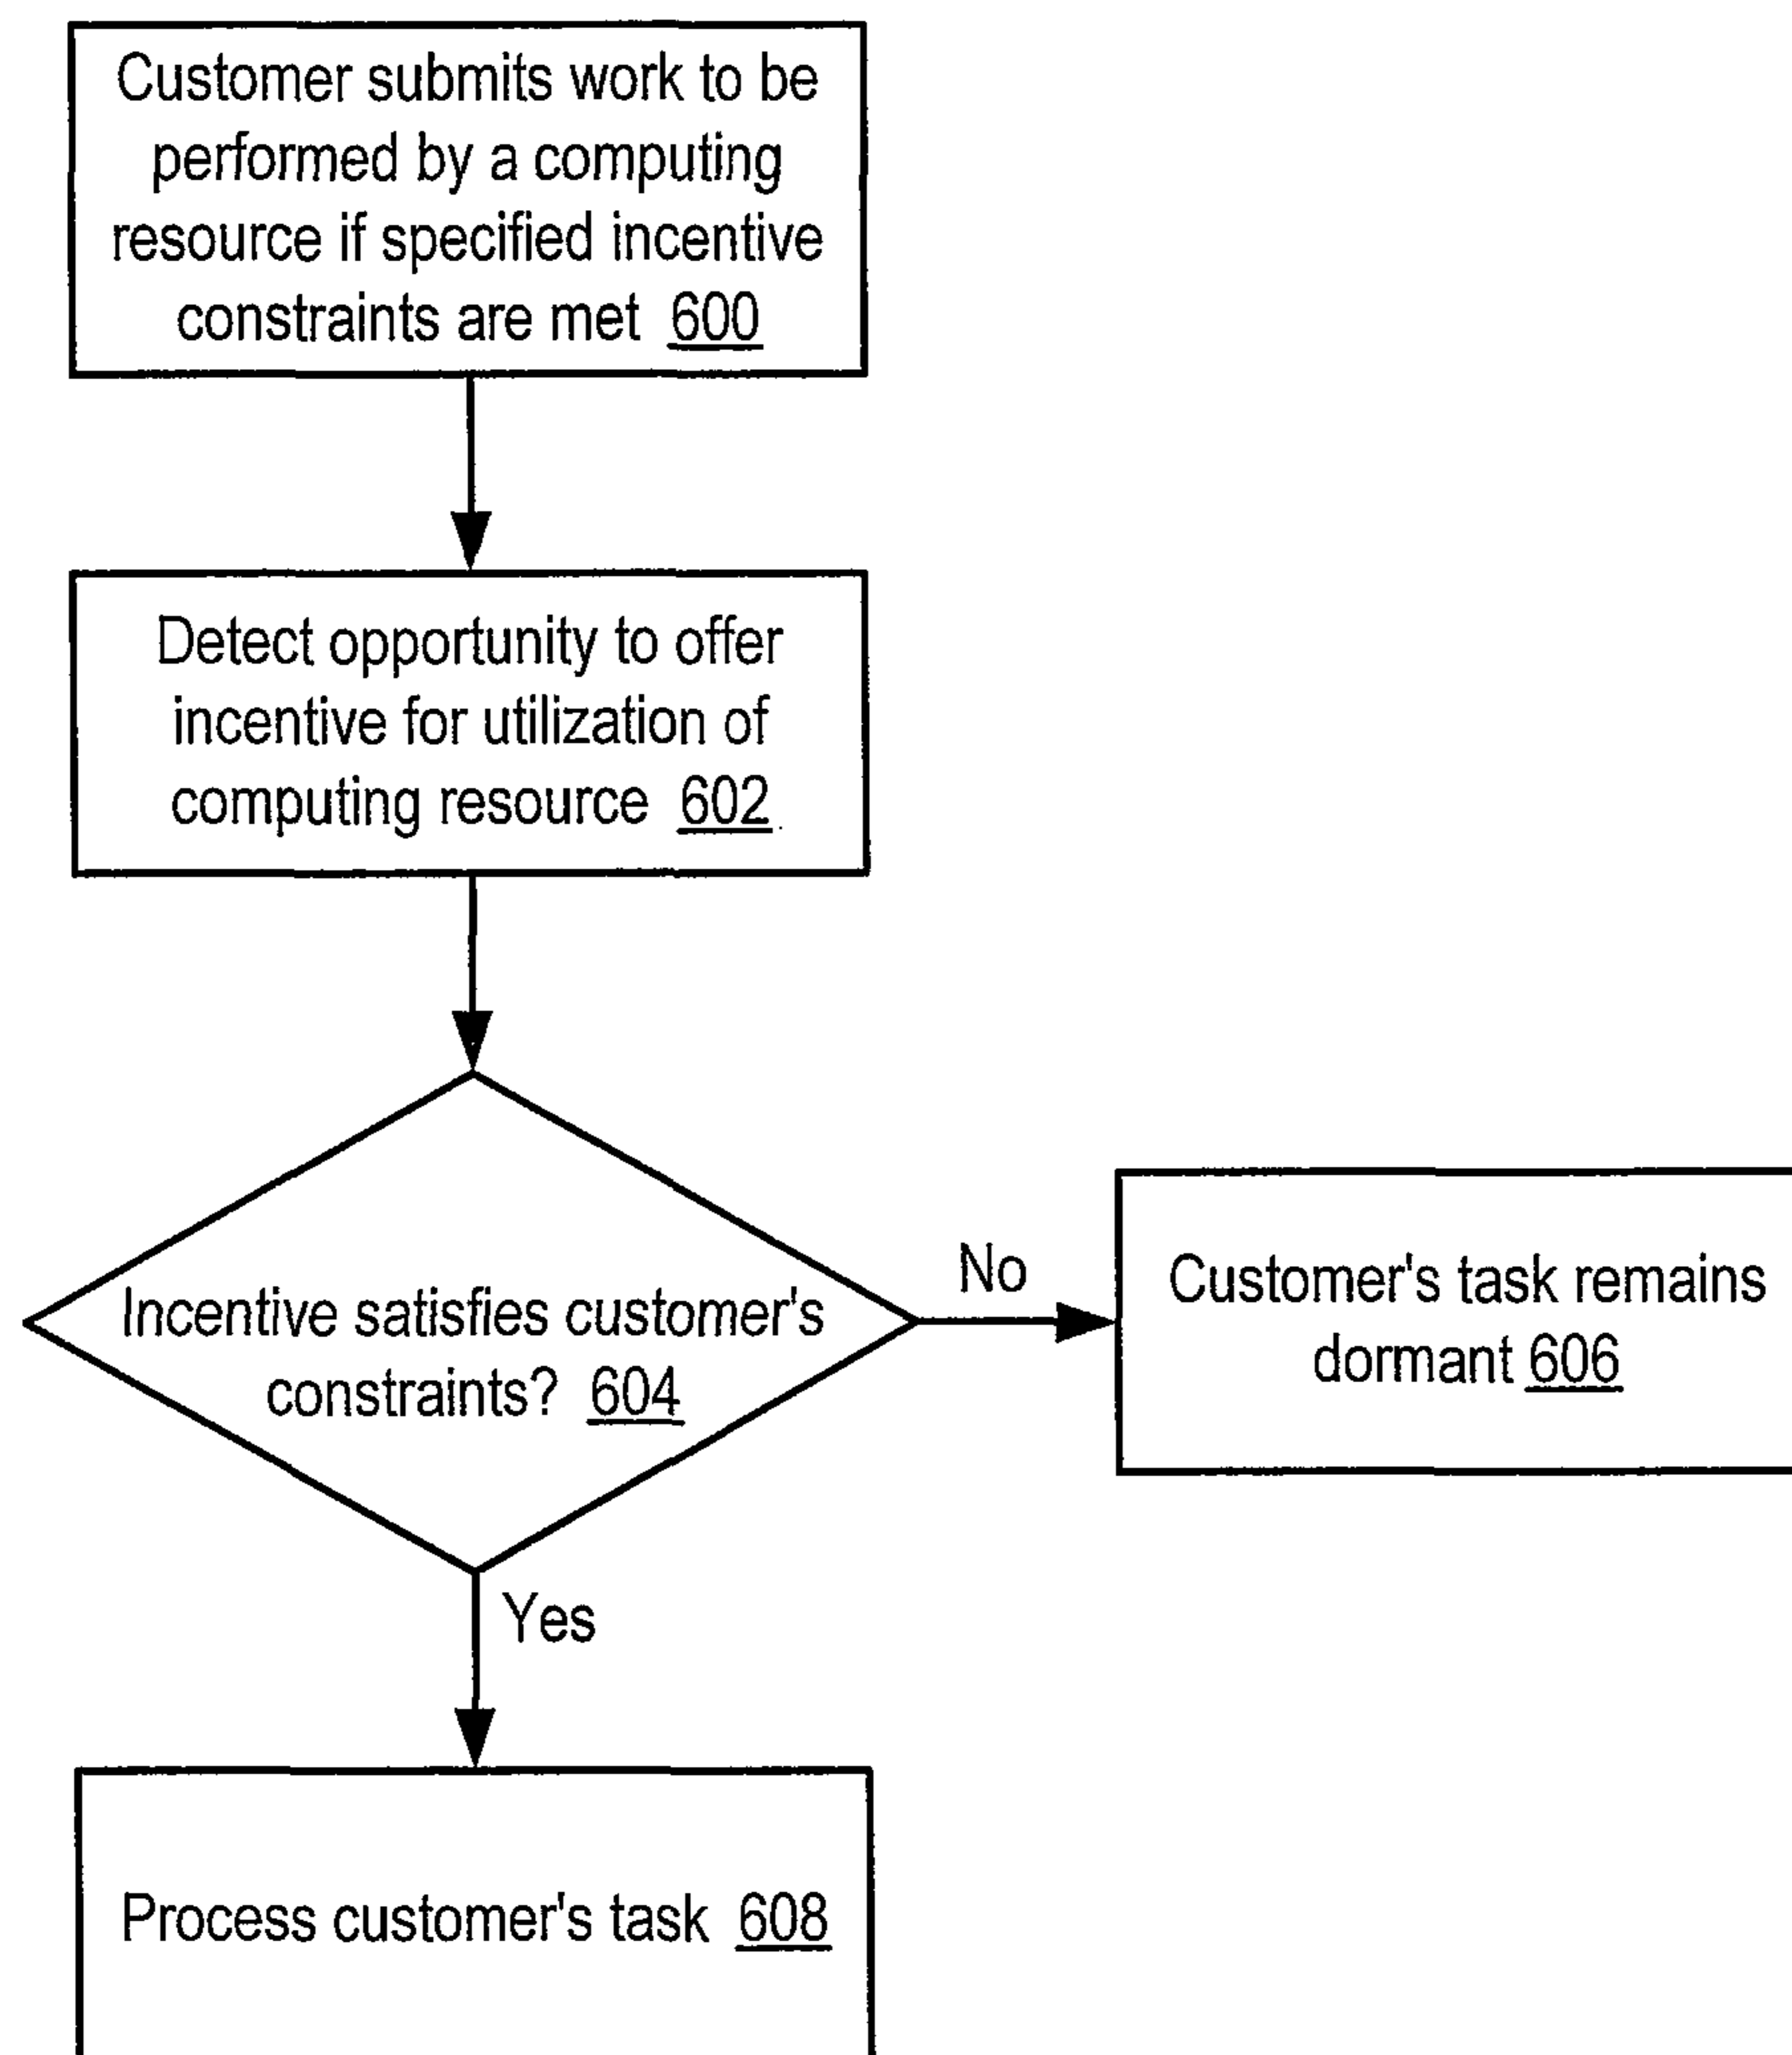 Customer submits work to be
performed by a computing
resource if specified incentive
constraints are met 600
Detect opportunity to offer
incentive for utilization of
computing resource 602
Incentive satisfies customer's
constraints? 604
No
Customer's task remains
dormant 606
Yes
Process customer's task 608